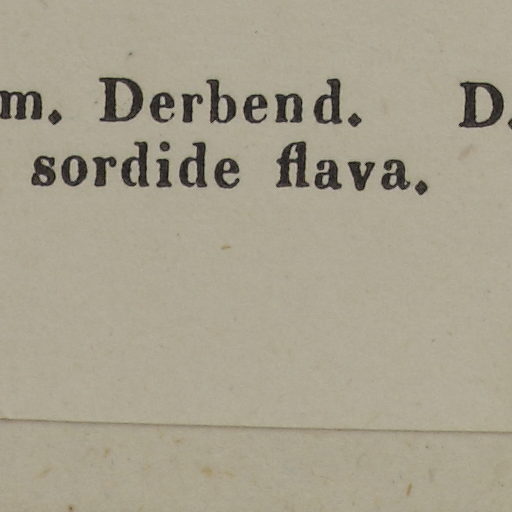 m. Derbend. D.
sordide flava.